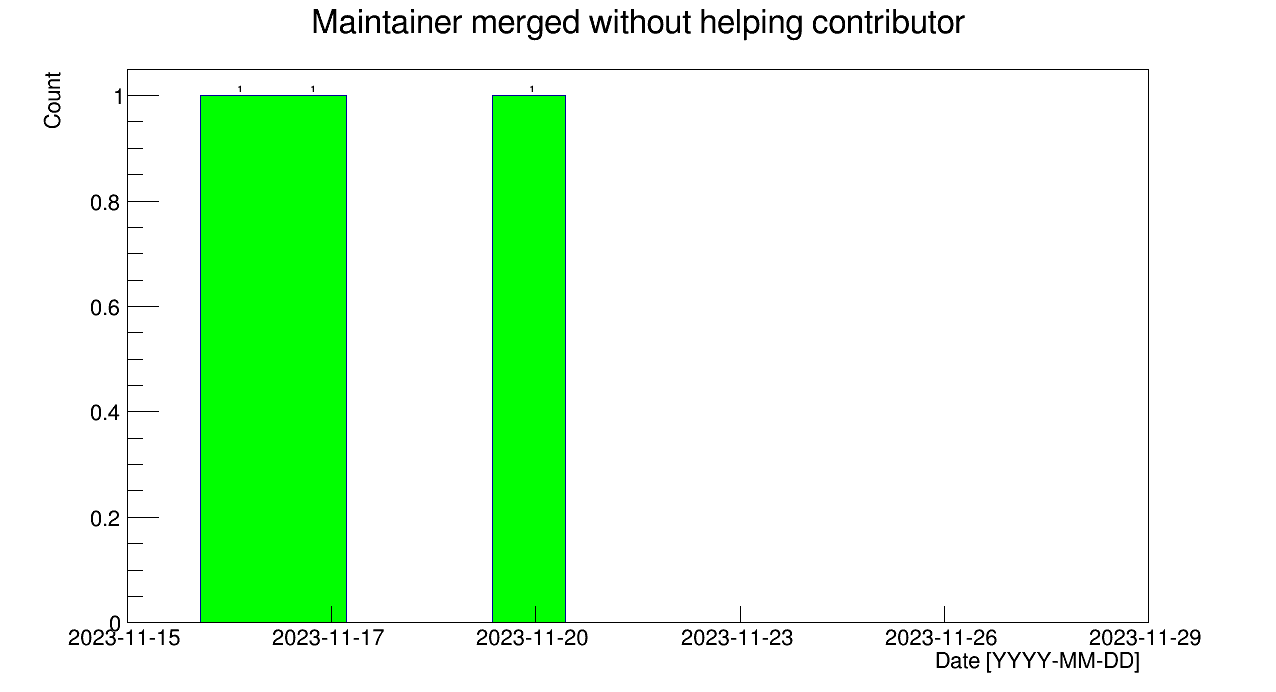 Maintainer merged without helping contributor
Count
1
1 1 1
0.8
0.6
0.4
0.2
0
2023-11-15 2023-11-17 2023-11-20 2023-11-23 2023-11-26 2023-11-29
Date [YYYY-MM-DD]